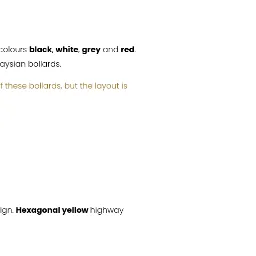 colours black, white, grey and red.
aysian bollards.
f these bollards, but the layout is
ign. Hexagonal yellow highway